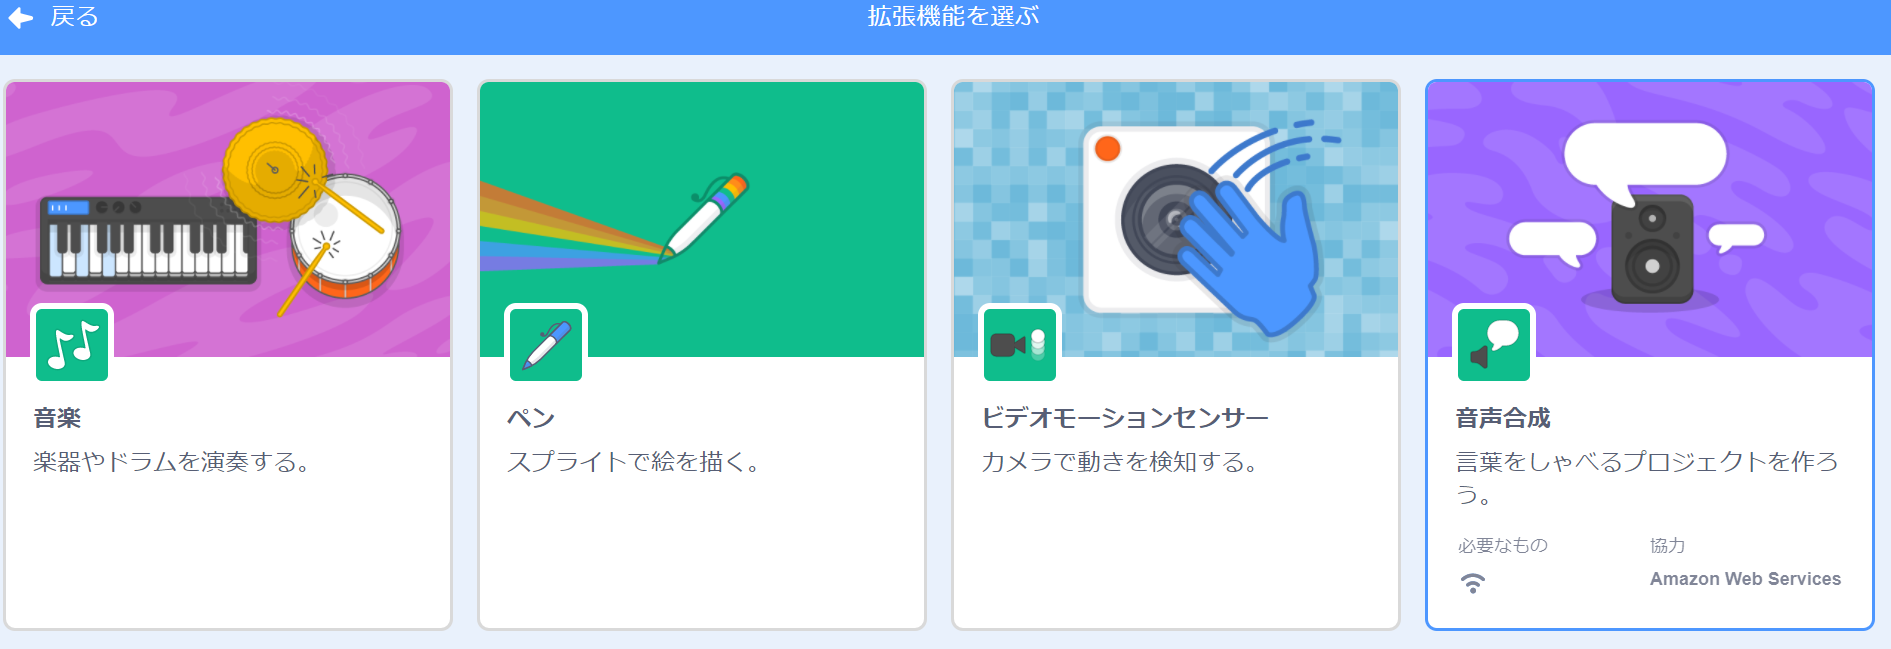 戻る
拡張機能を選ぶ
音楽
楽器やドラムを演奏する。
ペン
スプライトで絵を描く。
ビデオモーションセンサー
カメラで動きを検知する。
音声合成
言葉をしゃべるプロジェクトを作ろ
う。
必要なもの
協力
Amazon Web Services